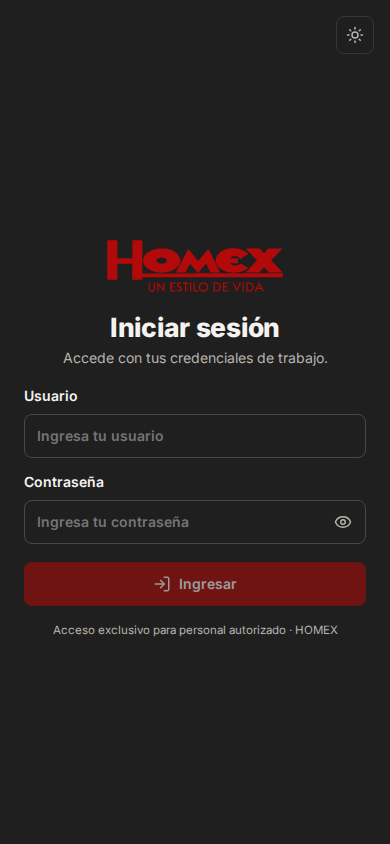 HOMEX
UN ESTILO DE VIDA
Iniciar sesión
Accede con tus credenciales de trabajo.
Usuario
Ingresa tu usuario
Contraseña
Ingresa tu contraseña
Ingresar
Acceso exclusivo para personal autorizado · HOMEX